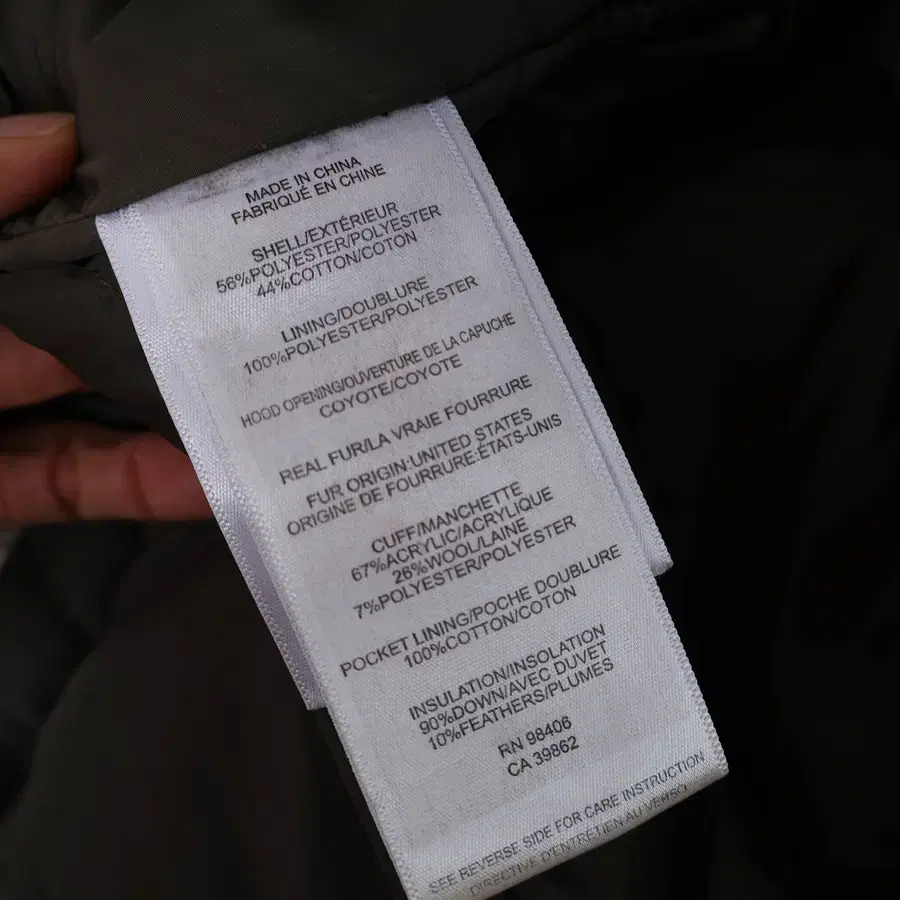 MADE IN CHINA
FABRIQUÉ EN CHINE
SHELL/EXTÉRIEUR
56%POLYESTER/POLYESTER
44%COTTON/COTON
LINING/DOUBLURE
100%POLYESTER/POLYESTER
HOOD OPENING/OUVERTURE DE LA CAPUCHE
COYOTE/COYOTE
REAL FUR/LA VRAIE FOURRURE
FUR ORIGIN:UNITED STATES
ORIGINE DE FOURRURE:ÉTATS-UNIS
CUFF/MANCHETTE
67%ACRYLIC/ACRYLIQUE
26%WOOL/LAINE
7%POLYESTER/POLYESTER
POCKET LINING/POCHE DOUBLURE
100%COTTON/COTON
INSULATION/INSOLATION
90%DOWN/AVEC DUVET
10%FEATHERS/PLUMES
RN 98406
CA 39862
SEE REVERSE SIDE FOR CARE INSTRUCTION
DIRECTIVE D'ENTRETIEN AU VERSO